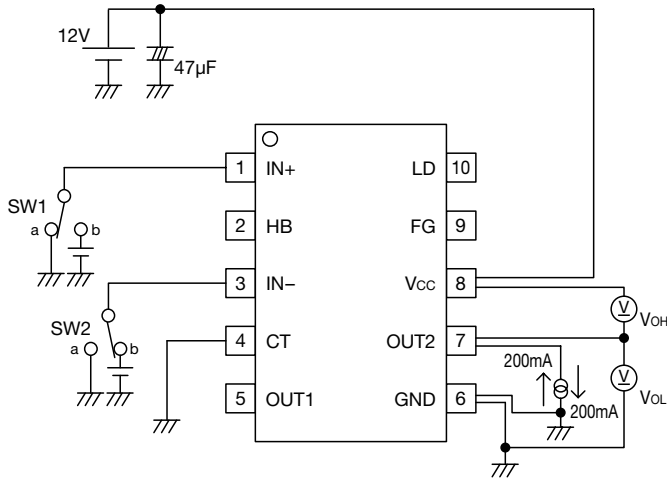 12V
47µF
1 IN+ LD 10
SW1
a b
2 HB FG 9
3 IN− VCC 8
SW2
a b
V VOH
4 CT OUT2 7
200mA
V VOL
5 OUT1 GND 6
200mA